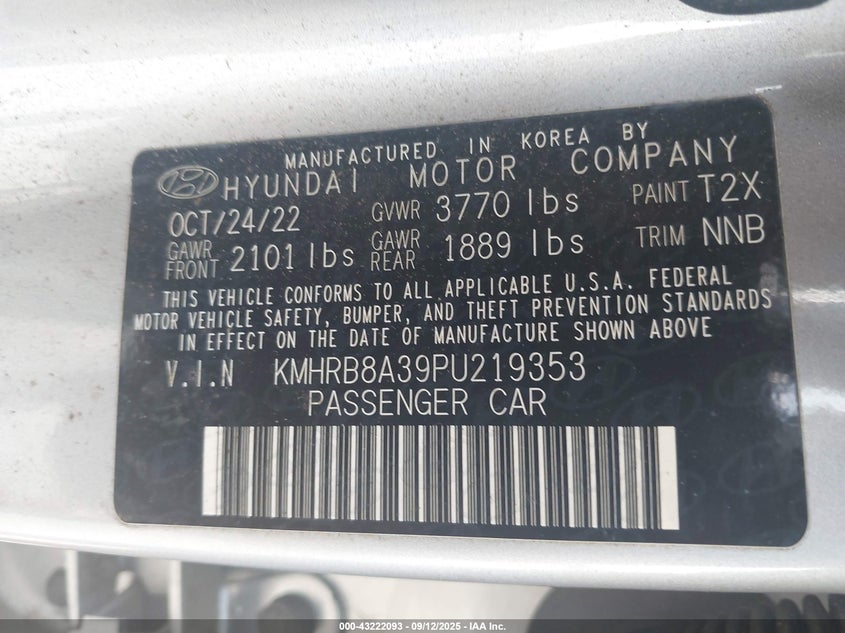 MANUFACTURED IN KOREA BY
HYUNDAI MOTOR COMPANY
OCT/24/22 GVWR 3770 lbs PAINT T2X
GAWR FRONT 2101 lbs GAWR REAR 1889 lbs TRIM NNB
THIS VEHICLE CONFORMS TO ALL APPLICABLE U.S.A. FEDERAL
MOTOR VEHICLE SAFETY, BUMPER, AND THEFT PREVENTION STANDARDS
IN EFFECT ON THE DATE OF MANUFACTURE SHOWN ABOVE
V.I.N KMHRB8A39PU219353
PASSENGER CAR
000-43222093 - 09/12/2025 - IAA Inc.